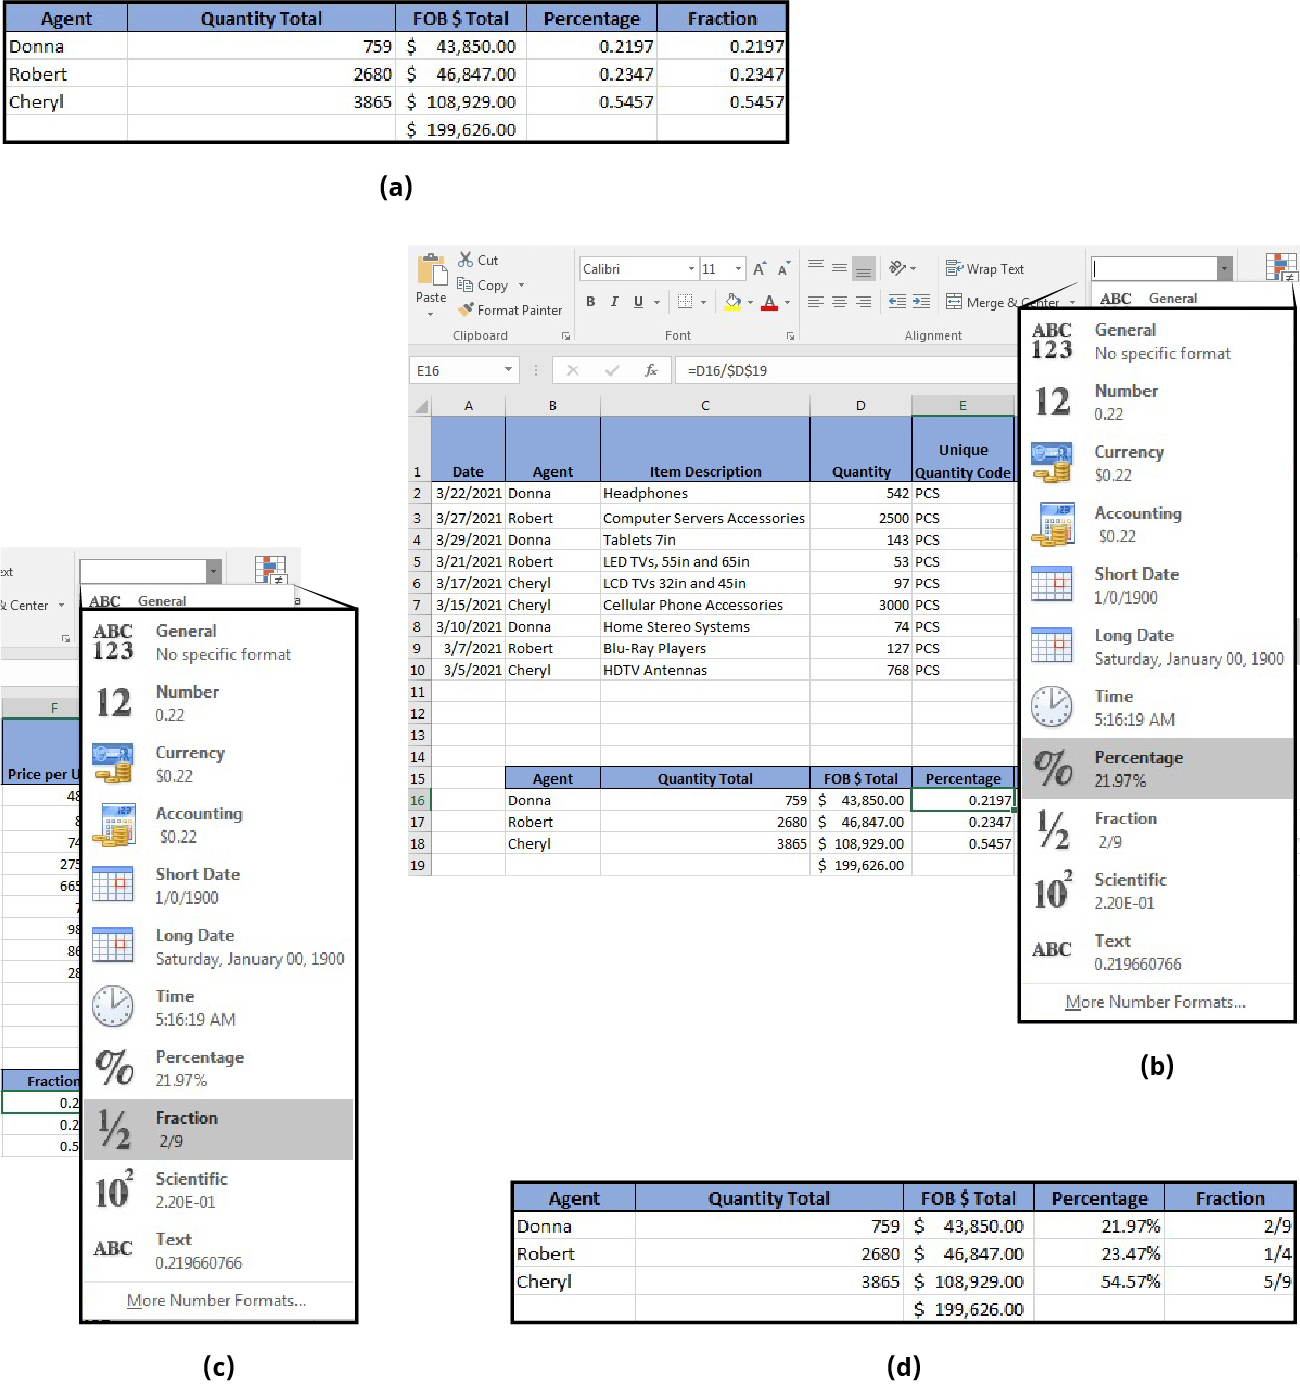 Agent Quantity Total FOB $ Total Percentage Fraction
Donna 759 $ 43,850.00 0.2197 0.2197
Robert 2680 $ 46,847.00 0.2347 0.2347
Cheryl 3865 $ 108,929.00 0.5457 0.5457
$ 199,626.00
(a)
Cut
Copy
Format Painter
Paste
Clipboard
Calibri 11 A A
B I U A
Font
Wrap Text
Merge & Center
Alignment
ABC General
E16 fx =D16/$D$19
A B C D E
1 Date Agent Item Description Quantity Unique Quantity Code
2 3/22/2021 Donna Headphones 542 PCS
3 3/27/2021 Robert Computer Servers Accessories 2500 PCS
4 3/29/2021 Donna Tablets 7in 143 PCS
5 3/21/2021 Robert LED TVs, 55in and 65in 53 PCS
6 3/17/2021 Cheryl LCD TVs 32in and 45in 97 PCS
7 3/15/2021 Cheryl Cellular Phone Accessories 3000 PCS
8 3/10/2021 Donna Home Stereo Systems 74 PCS
9 3/7/2021 Robert Blu-Ray Players 127 PCS
10 3/5/2021 Cheryl HDTV Antennas 768 PCS
11
12
13
14
15 Agent Quantity Total FOB $ Total Percentage
16 Donna 759 $ 43,850.00 0.2197
17 Robert 2680 $ 46,847.00 0.2347
18 Cheryl 3865 $ 108,929.00 0.5457
19 $ 199,626.00
ABC 123 General
No specific format
12 Number
0.22
Currency
$0.22
Accounting
$0.22
Short Date
1/0/1900
Long Date
Saturday, January 00, 1900
Time
5:16:19 AM
% Percentage
21.97%
1/2 Fraction
2/9
10² Scientific
2.20E-01
ABC Text
0.219660766
More Number Formats...
(b)
ext
& Center
ABC General
F
Price per U
48
8
74
275
665
7
98
86
28
Fraction
0.2
0.2
0.5
ABC 123 General
No specific format
12 Number
0.22
Currency
$0.22
Accounting
$0.22
Short Date
1/0/1900
Long Date
Saturday, January 00, 1900
Time
5:16:19 AM
% Percentage
21.97%
1/2 Fraction
2/9
10² Scientific
2.20E-01
ABC Text
0.219660766
More Number Formats...
(c)
Agent Quantity Total FOB $ Total Percentage Fraction
Donna 759 $ 43,850.00 21.97% 2/9
Robert 2680 $ 46,847.00 23.47% 1/4
Cheryl 3865 $ 108,929.00 54.57% 5/9
$ 199,626.00
(d)